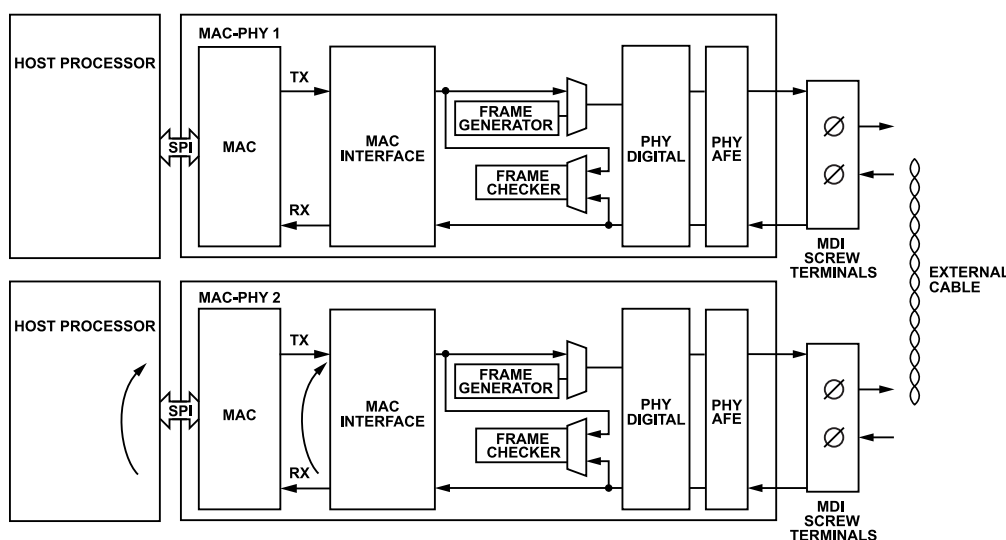 HOST PROCESSOR
MAC-PHY 1
SPI
MAC
TX
RX
MAC
INTERFACE
FRAME
GENERATOR
FRAME
CHECKER
PHY
DIGITAL
PHY
AFE
MDI
SCREW
TERMINALS
EXTERNAL
CABLE
HOST PROCESSOR
MAC-PHY 2
SPI
MAC
TX
RX
MAC
INTERFACE
FRAME
GENERATOR
FRAME
CHECKER
PHY
DIGITAL
PHY
AFE
MDI
SCREW
TERMINALS